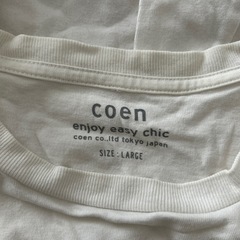 coen
enjoy easy chic
coen co.,ltd tokyo japan
SIZE : LARGE